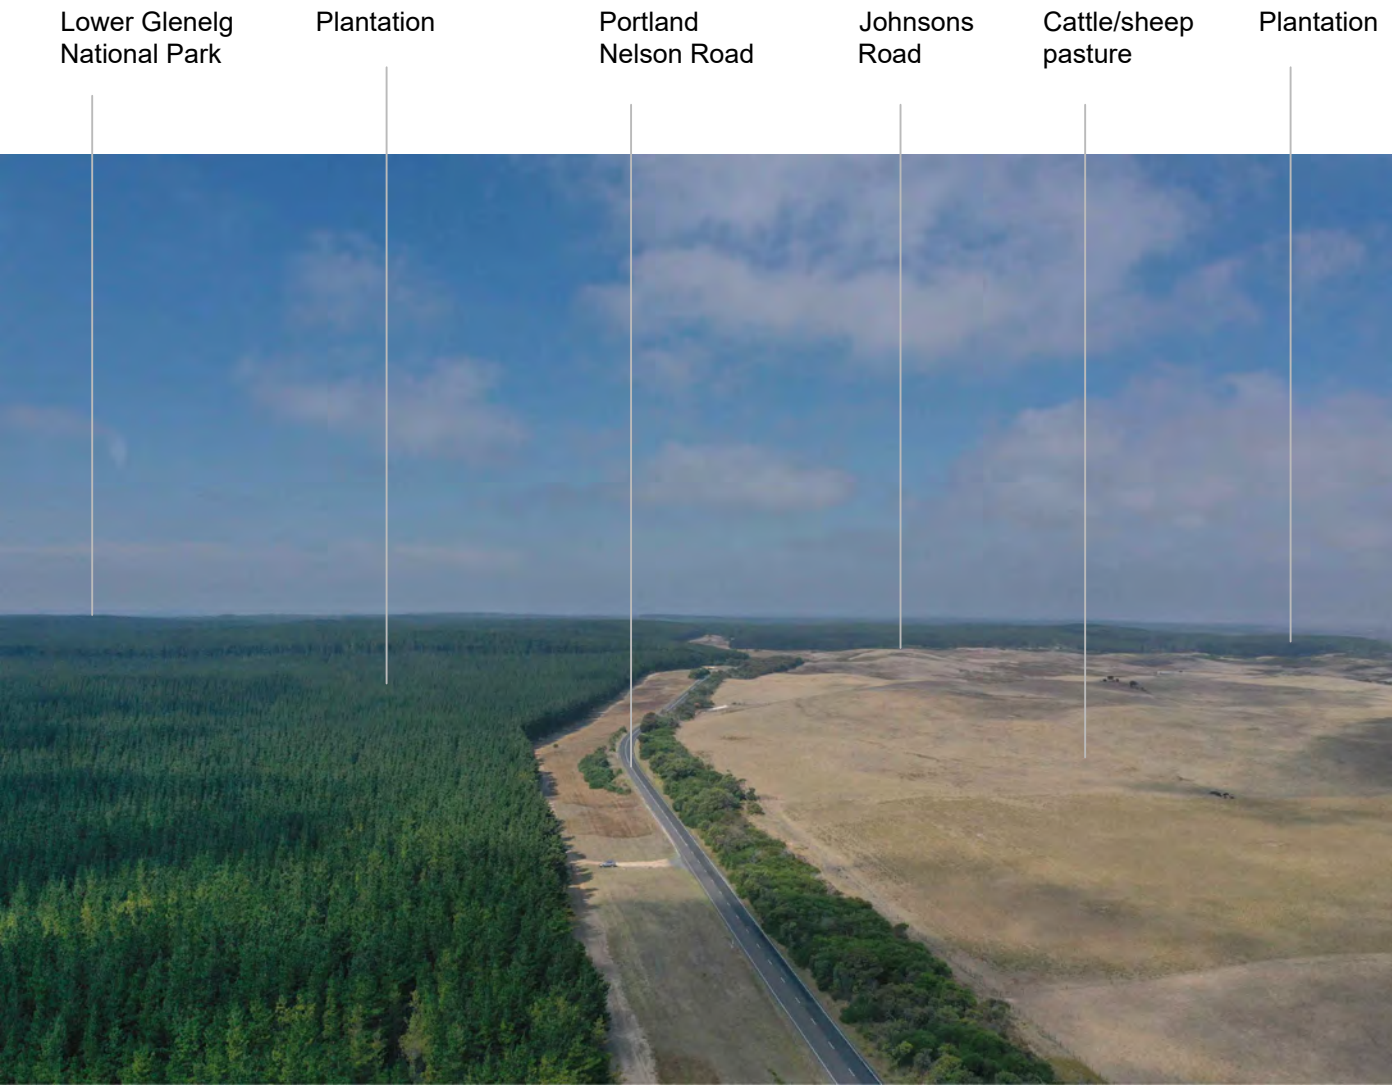 Lower Glenelg
National Park
Plantation
Portland
Nelson Road
Johnsons
Road
Cattle/sheep
pasture
Plantation